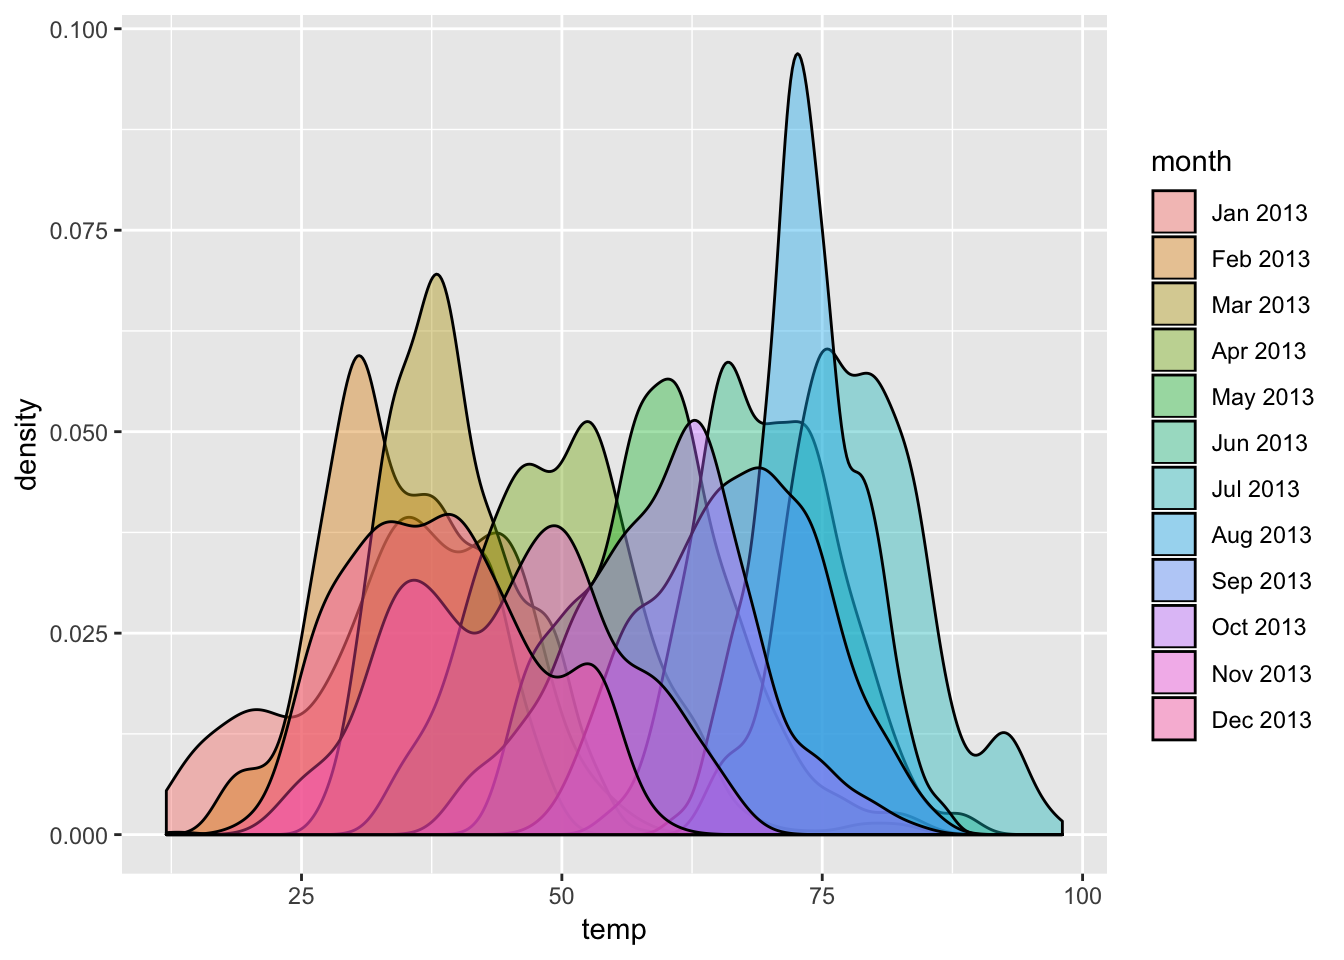 0.100
0.075
0.050
0.025
0.000
density
25
50
75
100
temp
month
Jan 2013
Feb 2013
Mar 2013
Apr 2013
May 2013
Jun 2013
Jul 2013
Aug 2013
Sep 2013
Oct 2013
Nov 2013
Dec 2013